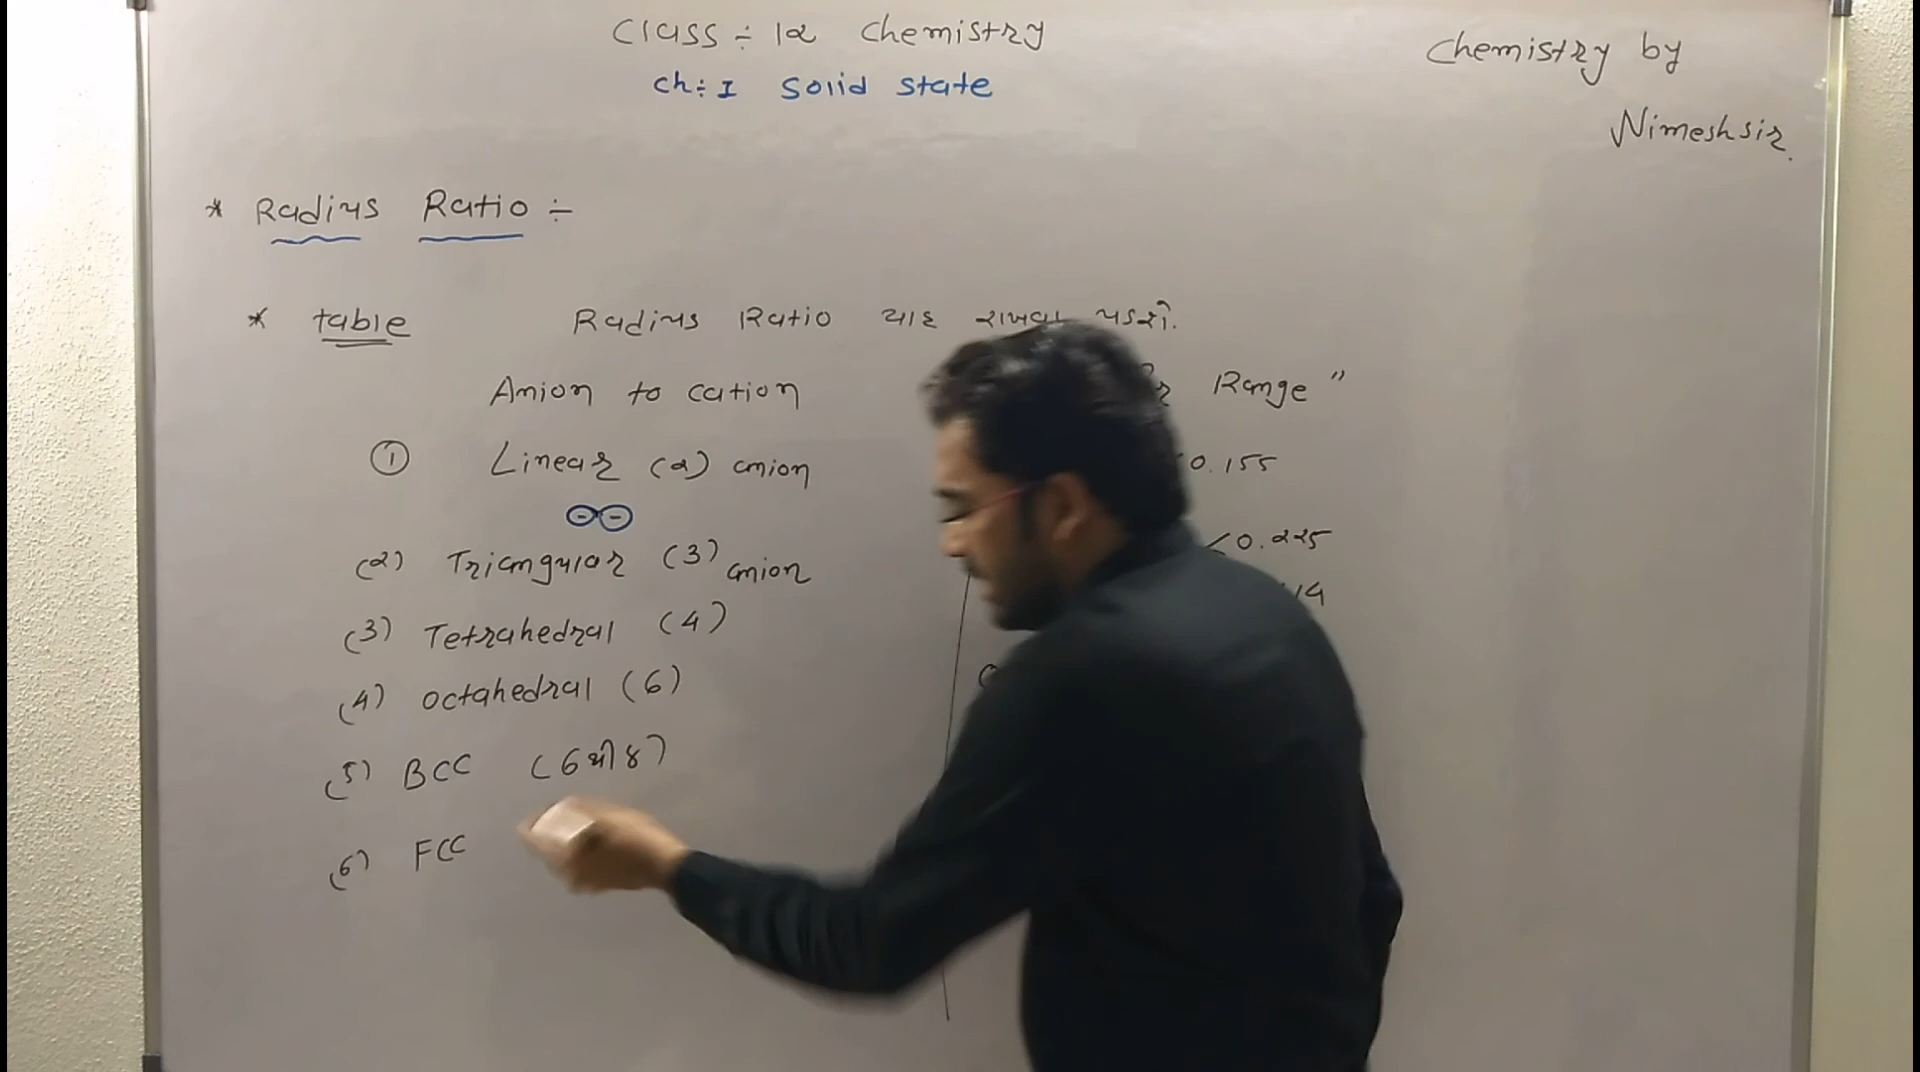 Class ÷ 12 chemistry
ch ÷ I solid state
Chemistry by
Nimesh sir.
* Radius Ratio ÷
* table Radius Ratio યાદ રાખવા પડશે.
Anion to cation Range "
① Linear (2) anion <0.155
(2) Triangular (3) anion <0.225
(3) Tetrahedral (4)
(4) octahedral (6)
(5) BCC (6 થી 8)
(6) FCC